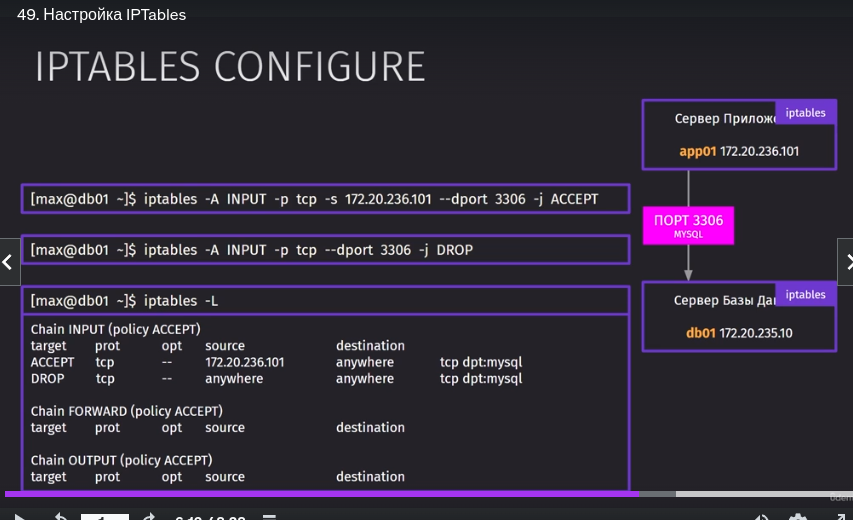 49. Настройка IPTables
IPTABLES CONFIGURE
iptables
Сервер Прилож
app01 172.20.236.101
[max@db01 ~]$ iptables -A INPUT -p tcp -s 172.20.236.101 --dport 3306 -j ACCEPT
ПОРТ 3306
MYSQL
[max@db01 ~]$ iptables -A INPUT -p tcp --dport 3306 -j DROP
iptables
Сервер Базы Да
db01 172.20.235.10
[max@db01 ~]$ iptables -L
Chain INPUT (policy ACCEPT)
target prot opt source destination
ACCEPT tcp -- 172.20.236.101 anywhere tcp dpt:mysql
DROP tcp -- anywhere anywhere tcp dpt:mysql
Chain FORWARD (policy ACCEPT)
target prot opt source destination
Chain OUTPUT (policy ACCEPT)
target prot opt source destination